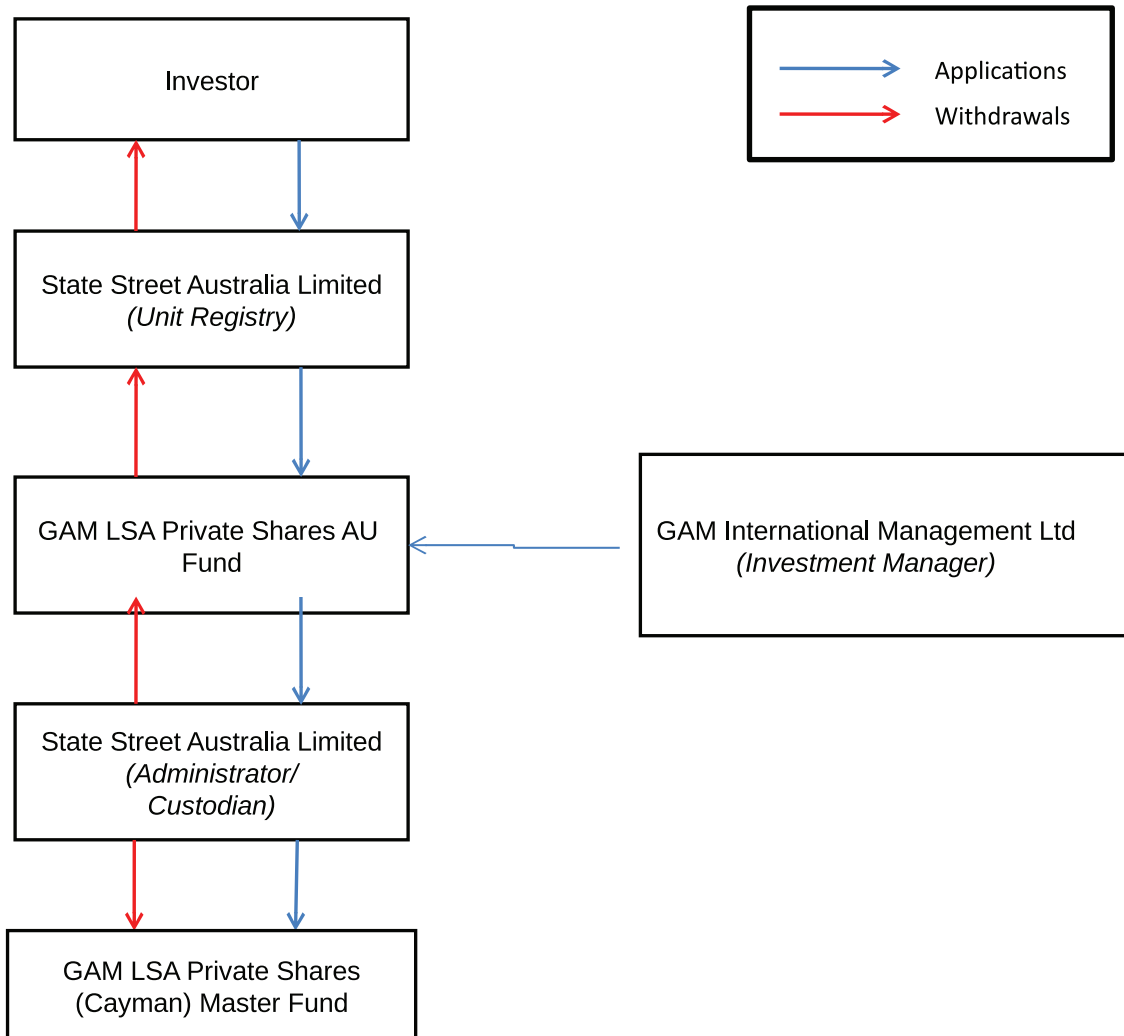 Investor
Applications
Withdrawals
State Street Australia Limited
(Unit Registry)
GAM LSA Private Shares AU
Fund
GAM International Management Ltd
(Investment Manager)
State Street Australia Limited
(Administrator/
Custodian)
GAM LSA Private Shares
(Cayman) Master Fund